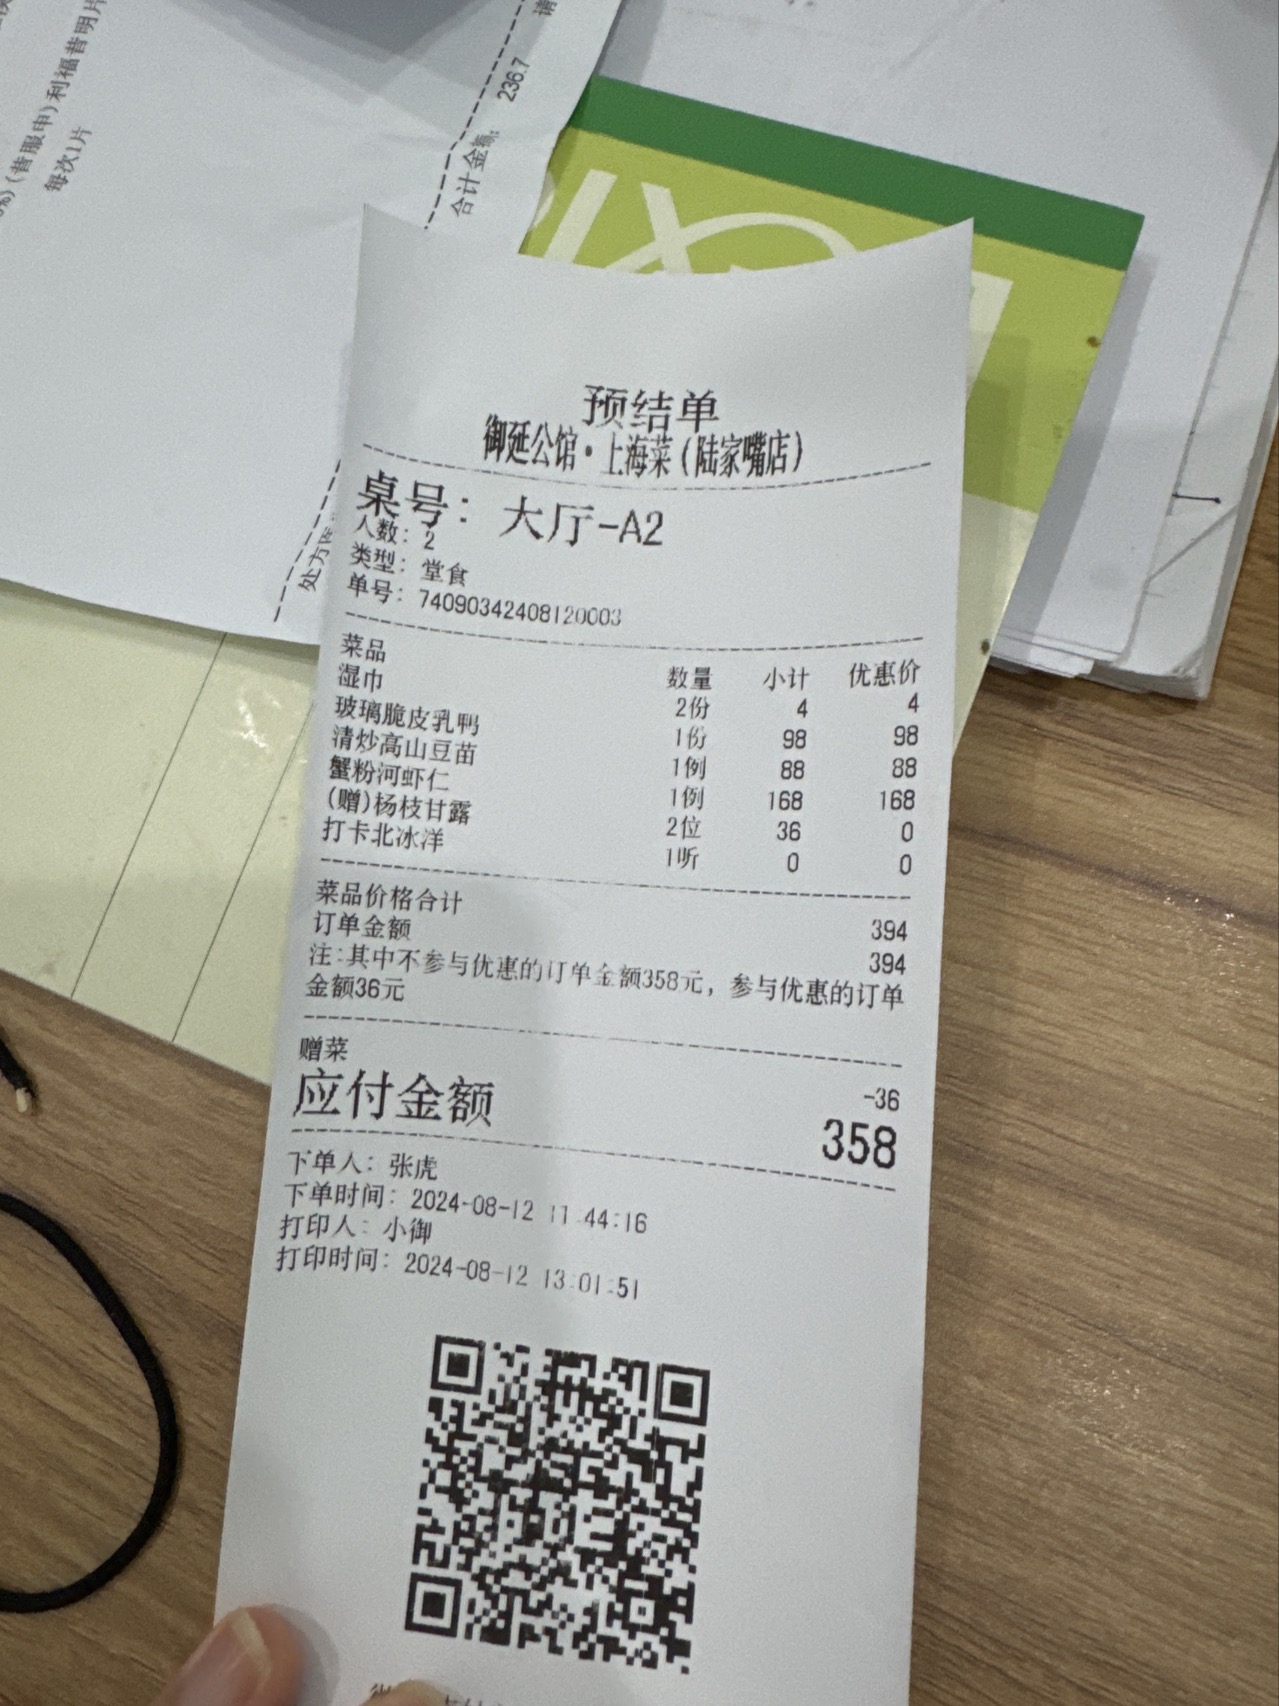 (昔服申)利福昔明片
每次1片
合计金额: 236.7
预结单
御延公馆·上海菜(陆家嘴店)
桌号: 大厅-A2
人数: 2
类型: 堂食
单号: 74090342408120003
菜品 数量 小计 优惠价
湿巾 2份 4 4
玻璃脆皮乳鸭 1份 98 98
清炒高山豆苗 1例 88 88
蟹粉河虾仁 1例 168 168
(赠)杨枝甘露 2位 36 0
打卡北冰洋 1听 0 0
菜品价格合计 394
订单金额 394
注:其中不参与优惠的订单金额358元, 参与优惠的订单
金额36元
赠菜 -36
应付金额 358
下单人: 张虎
下单时间: 2024-08-12 11:44:16
打印人: 小御
打印时间: 2024-08-12 13:01:51